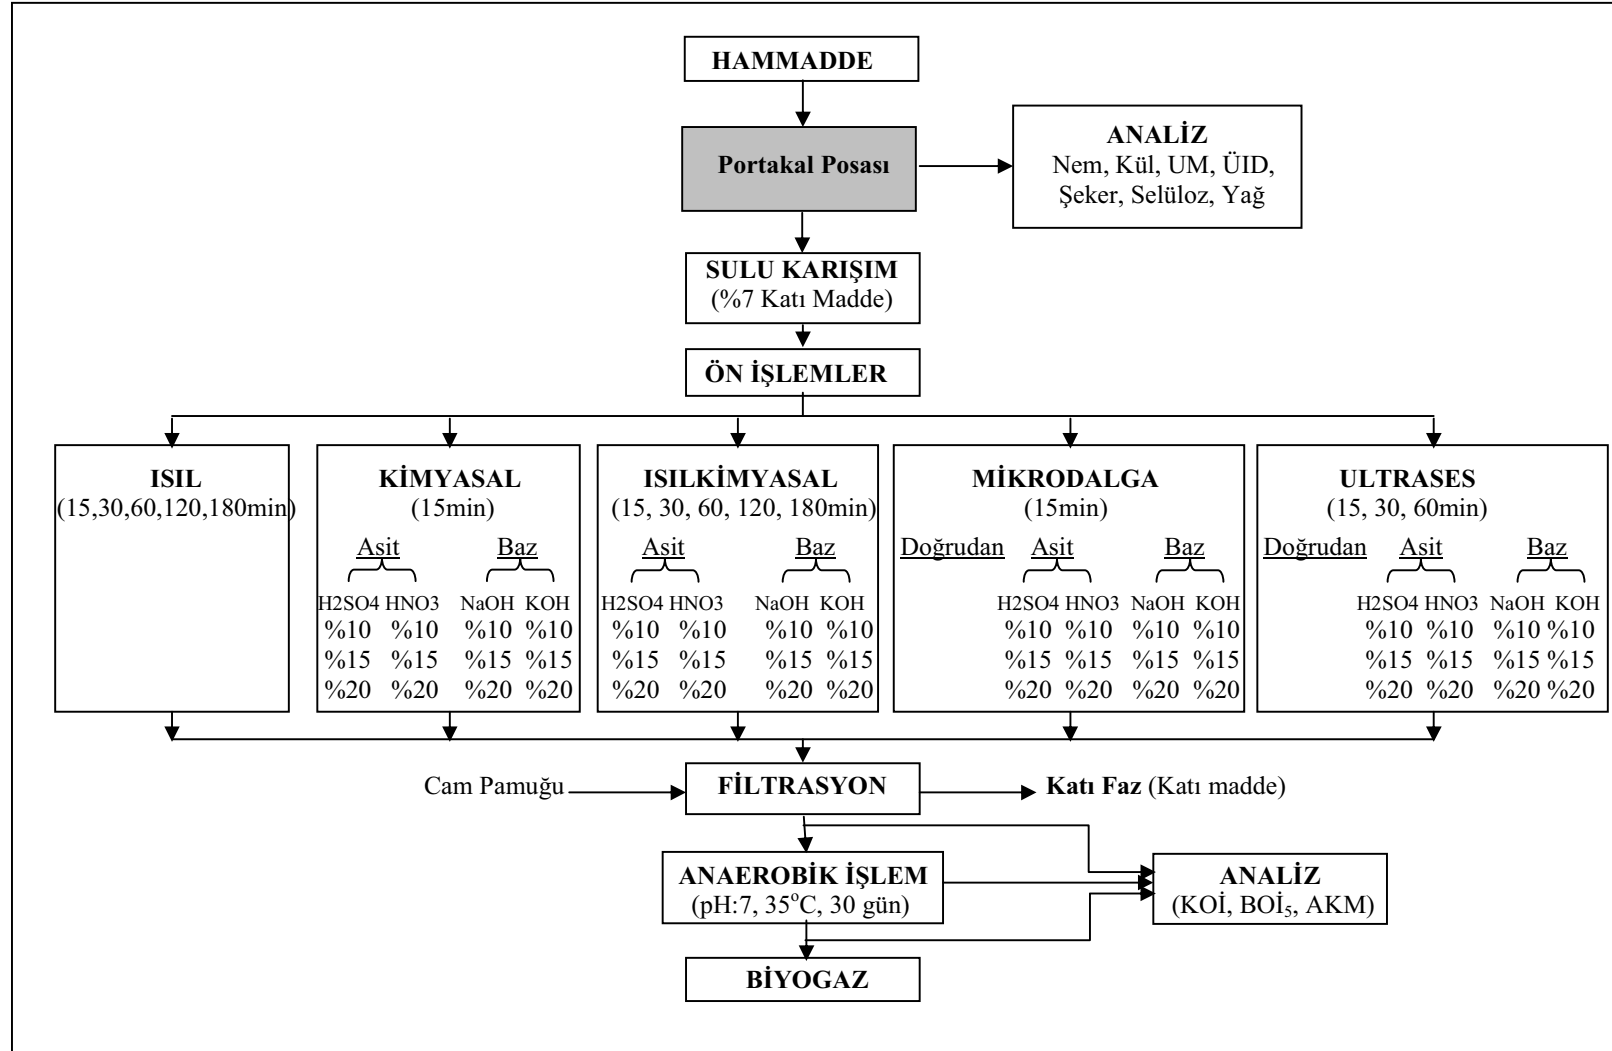 HAMMADDE
Portakal Posası
ANALİZ
Nem, Kül, UM, ÜID,
Şeker, Selüloz, Yağ
SULU KARIŞIM
(%7 Katı Madde)
ÖN İŞLEMLER
ISIL
(15,30,60,120,180min)
KİMYASAL
(15min)
Asit Baz
H2SO4 HNO3 NaOH KOH
%10 %10 %10 %10
%15 %15 %15 %15
%20 %20 %20 %20
ISILKİMYASAL
(15, 30, 60, 120, 180min)
Asit Baz
H2SO4 HNO3 NaOH KOH
%10 %10 %10 %10
%15 %15 %15 %15
%20 %20 %20 %20
MİKRODALGA
(15min)
Doğrudan Asit Baz
H2SO4 HNO3 NaOH KOH
%10 %10 %10 %10
%15 %15 %15 %15
%20 %20 %20 %20
ULTRASES
(15, 30, 60min)
Doğrudan Asit Baz
H2SO4 HNO3 NaOH KOH
%10 %10 %10 %10
%15 %15 %15 %15
%20 %20 %20 %20
Cam Pamuğu
FİLTRASYON
Katı Faz (Katı madde)
ANAEROBİK İŞLEM
(pH:7, 35°C, 30 gün)
ANALİZ
(KOİ, BOİ₅, AKM)
BİYOGAZ